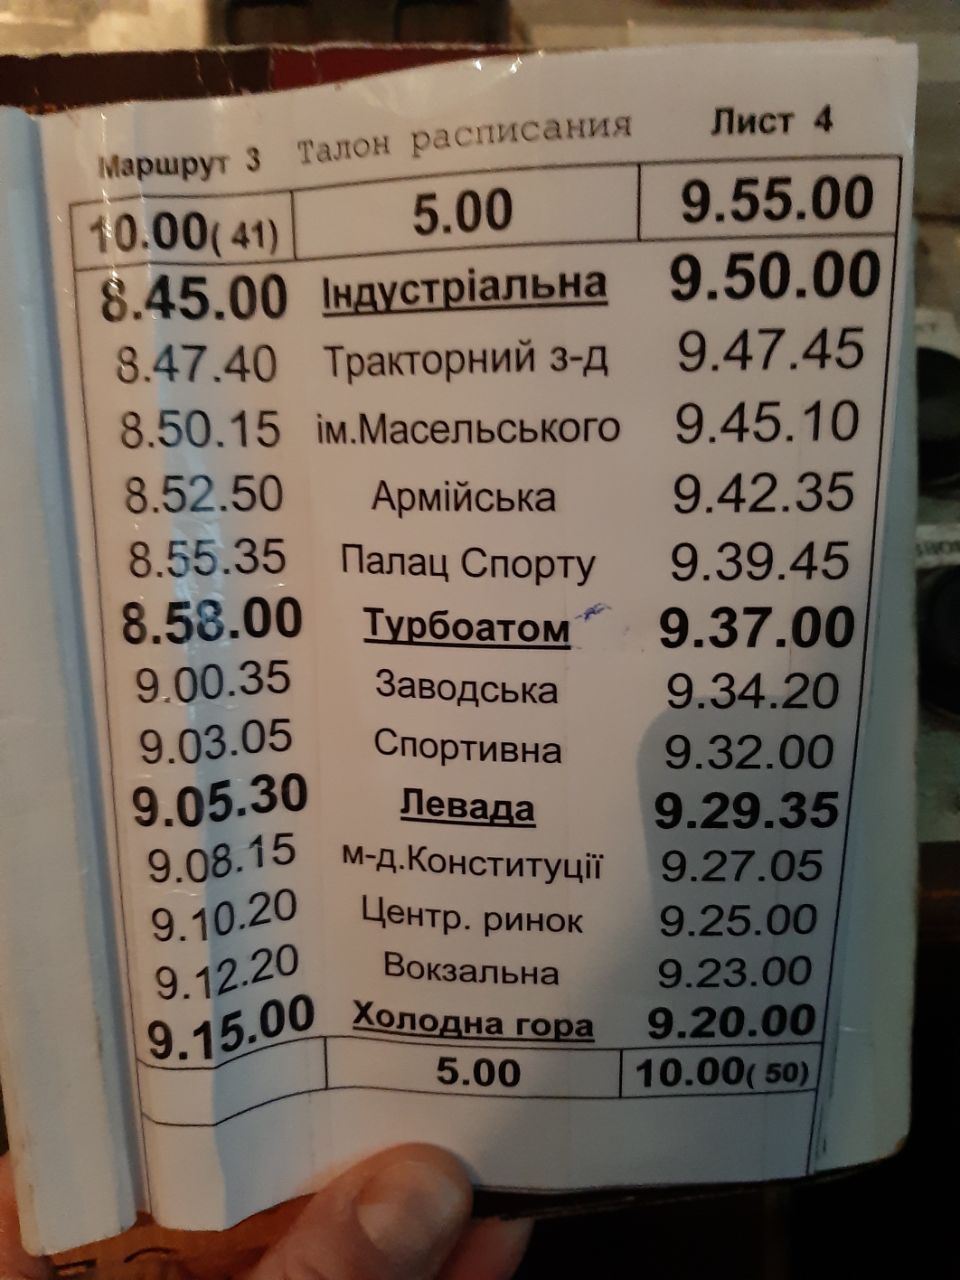 Маршрут 3 Талон расписания Лист 4
10.00( 41) 5.00 9.55.00
8.45.00 Індустріальна 9.50.00
8.47.40 Тракторний з-д 9.47.45
8.50.15 ім.Масельського 9.45.10
8.52.50 Армійська 9.42.35
8.55.35 Палац Спорту 9.39.45
8.58.00 Турбоатом 9.37.00
9.00.35 Заводська 9.34.20
9.03.05 Спортивна 9.32.00
9.05.30 Левада 9.29.35
9.08.15 м-д.Конституції 9.27.05
9.10.20 Центр. ринок 9.25.00
9.12.20 Вокзальна 9.23.00
9.15.00 Холодна гора 9.20.00
5.00 10.00( 50)